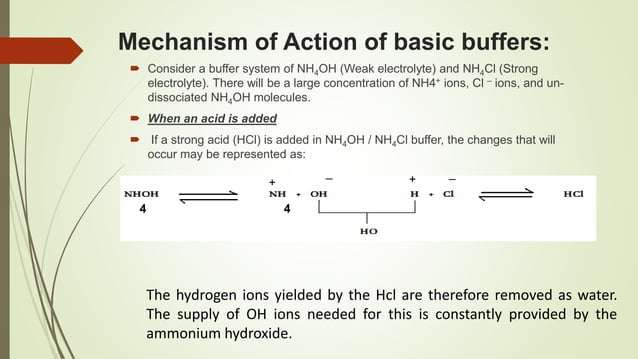 Mechanism of Action of basic buffers:
Consider a buffer system of NH4OH (Weak electrolyte) and NH4Cl (Strong
electrolyte). There will be a large concentration of NH4+ ions, Cl – ions, and un-
dissociated NH4OH molecules.
When an acid is added
If a strong acid (HCl) is added in NH4OH / NH4Cl buffer, the changes that will
occur may be represented as:
+ – + –
NHOH NH + OH H + Cl HCl
4 4
HO
The hydrogen ions yielded by the Hcl are therefore removed as water.
The supply of OH ions needed for this is constantly provided by the
ammonium hydroxide.